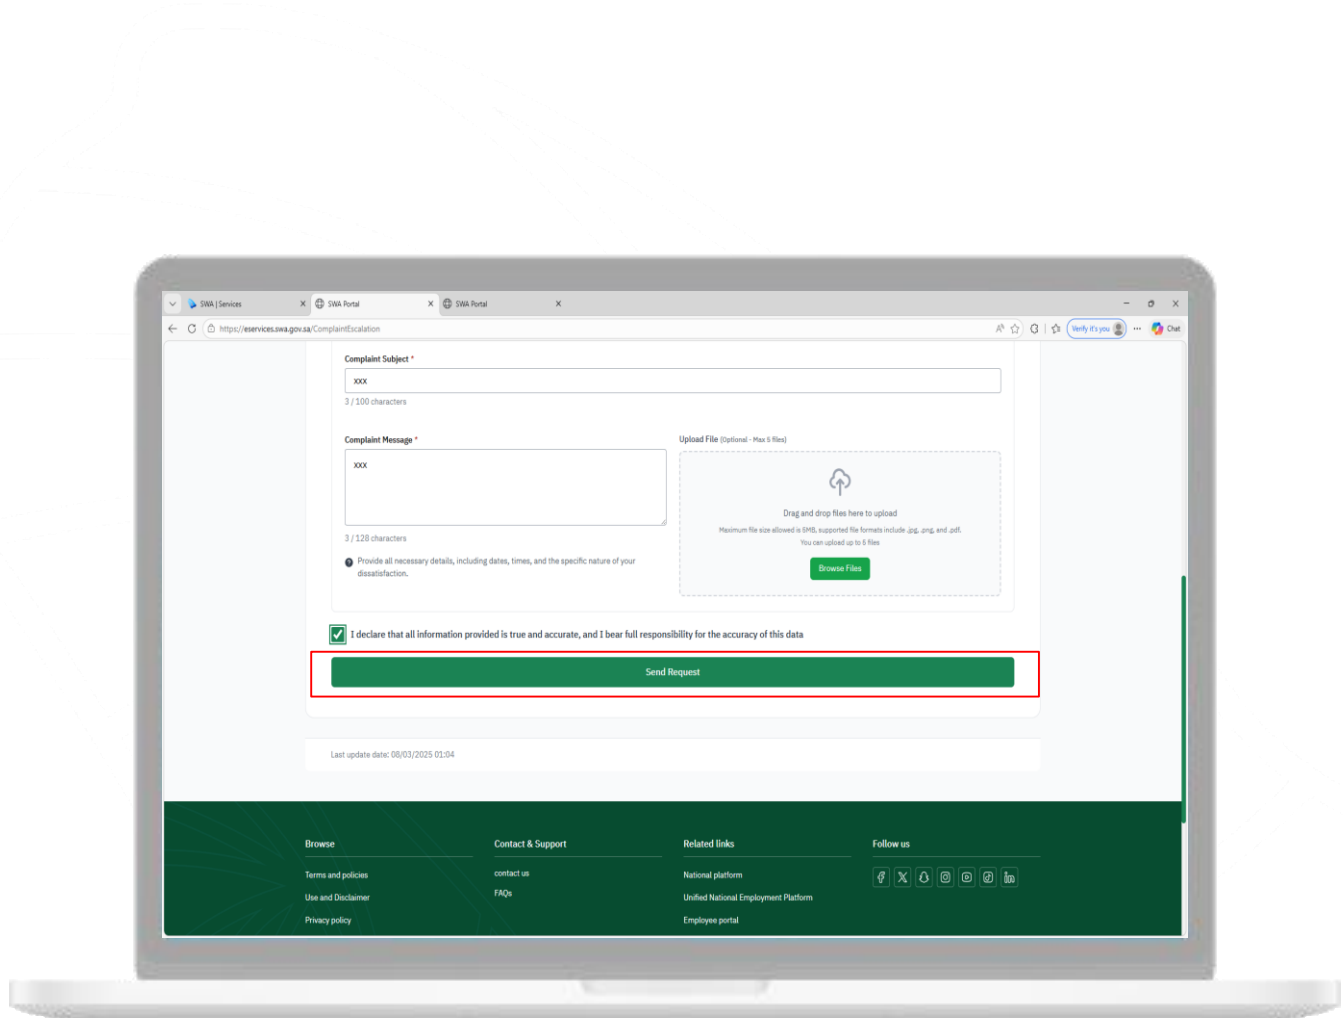 SWA | Services
SWA Portal
SWA Portal
https://eservices.swa.gov.sa/ComplaintEscalation
Verify it's you
Chat
Complaint Subject *
xxx
3 / 100 characters
Complaint Message *
xxx
3 / 128 characters
Provide all necessary details, including dates, times, and the specific nature of your
dissatisfaction.
Upload File (Optional - Max 5 files)
Drag and drop files here to upload
Maximum file size allowed is 5MB, supported file formats include .jpg, .png, and .pdf.
You can upload up to 5 files
Browse Files
I declare that all information provided is true and accurate, and I bear full responsibility for the accuracy of this data
Send Request
Last update date: 08/03/2025 01:04
Browse
Terms and policies
Use and Disclaimer
Privacy policy
Contact & Support
contact us
FAQs
Related links
National platform
Unified National Employment Platform
Employee portal
Follow us